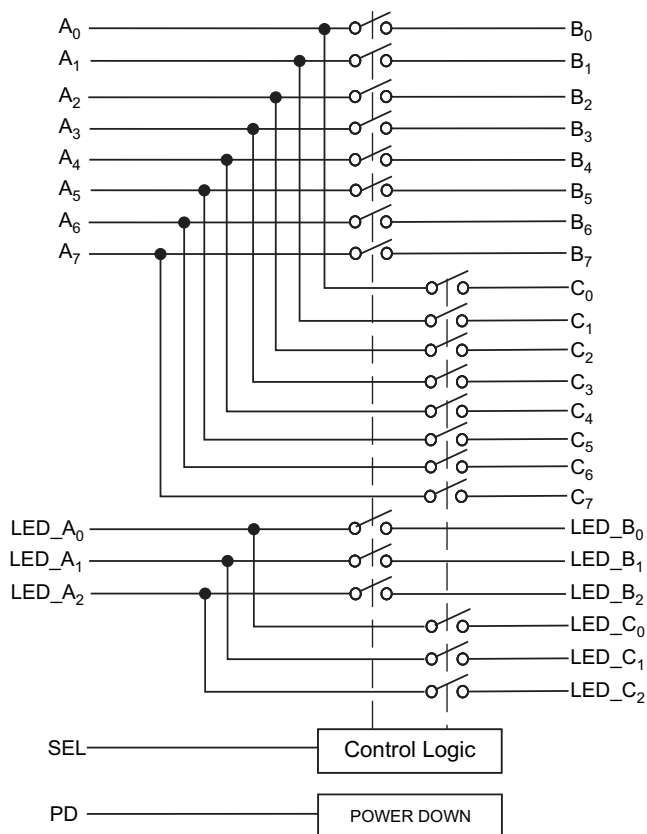 A₀ B₀
A₁ B₁
A₂ B₂
A₃ B₃
A₄ B₄
A₅ B₅
A₆ B₆
A₇ B₇
C₀
C₁
C₂
C₃
C₄
C₅
C₆
C₇
LED_A₀ LED_B₀
LED_A₁ LED_B₁
LED_A₂ LED_B₂
LED_C₀
LED_C₁
LED_C₂
SEL Control Logic
PD POWER DOWN